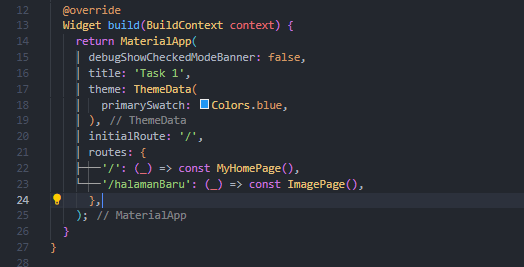 12 @override
13 Widget build(BuildContext context) {
14 return MaterialApp(
15 debugShowCheckedModeBanner: false,
16 title: 'Task 1',
17 theme: ThemeData(
18 primarySwatch: Colors.blue,
19 ), // ThemeData
20 initialRoute: '/',
21 routes: {
22 '/': (_) => const MyHomePage(),
23 '/halamanBaru': (_) => const ImagePage(),
24 },
25 ); // MaterialApp
26 }
27 }
28